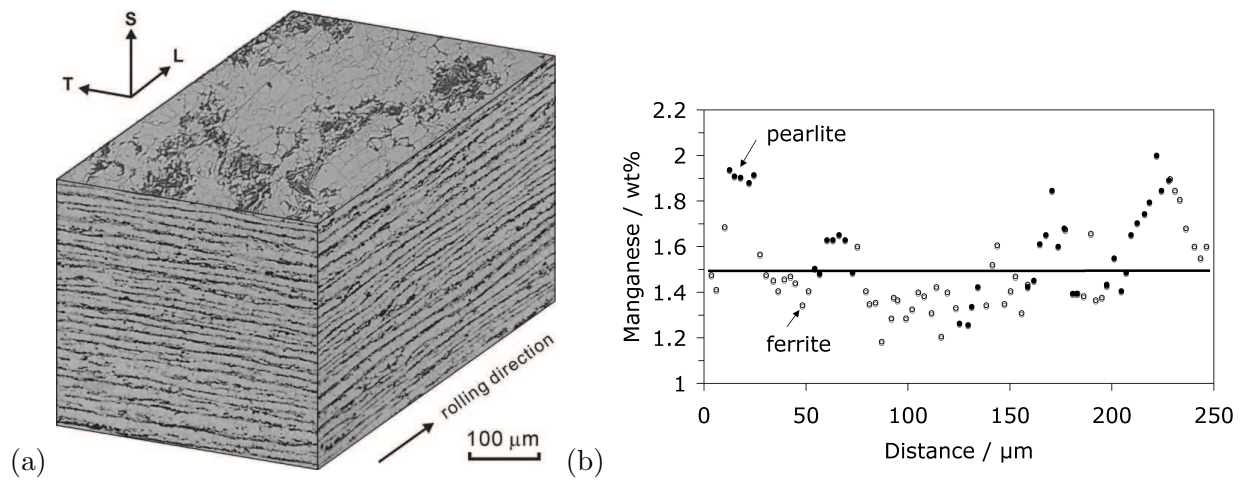 S
L
T
rolling direction
100 μm
(a)
2.2
2
1.8
1.6
1.4
1.2
1
Manganese / wt%
pearlite
ferrite
0
50
100
150
200
250
Distance / μm
(b)